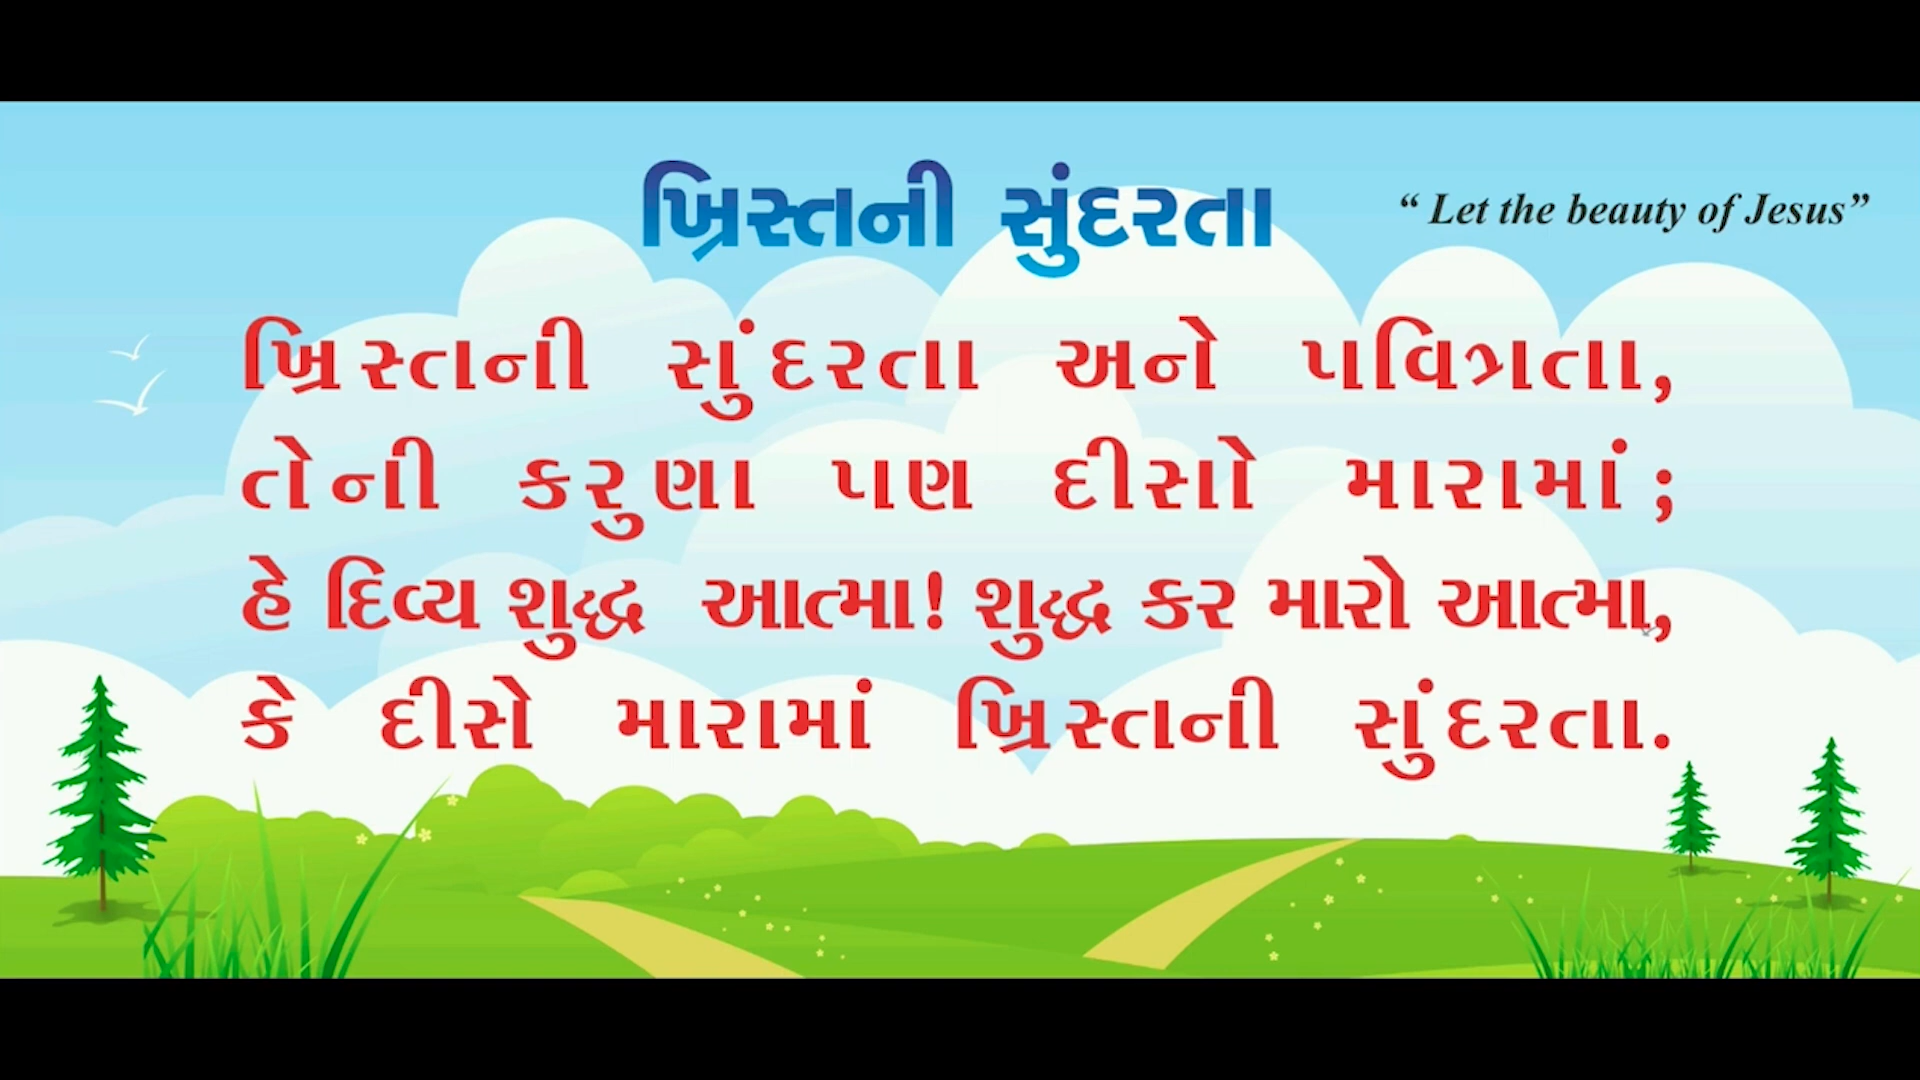 ખ્રિસ્તની સુંદરતા
“ Let the beauty of Jesus”
ખ્રિસ્તની સુંદરતા અને પવિત્રતા,
તેની કરુણા પણ દીસો મારામાં;
હે દિવ્ય શુદ્ધ આત્મા! શુદ્ધ કર મારો આત્મા,
કે દીસે મારામાં ખ્રિસ્તની સુંદરતા.